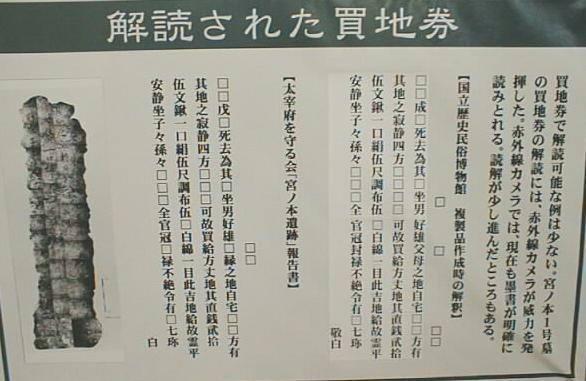 解読された買地券
買地券で解読可能な例は少ない。宮ノ本1号墓
の買地券の解読には、赤外線カメラが威力を発
揮した。赤外線カメラでは、現在も墨書が明確に
読みとれる。読解が少し進んだところもある。
【国立歴史民俗博物館 複製品作成時の解釈】
□ □ □□
□□戌□死去為其□坐男好雄父母之地自宅□□方有
其地之寂静四方□□□□可故買給方丈地其直銭貳拾
伍文鍬一口絹伍尺調布伍□白綿一目此吉地給故霊平
安静坐子々孫々□□□全官冠封禄不絶令有□七珎
敬白
【太宰府を守る会「宮ノ本遺跡」報告書】
□□
□□戊□死去為其□坐男好雄□縁之地自宅□□方有
其地之寂静四方□□□可故買給方丈地其直銭貳拾
伍文鍬一口絹伍尺調布伍□白綿一目此吉地給故霊平
安静坐子々孫々□□□全官冠□禄不絶令有□七珎
白